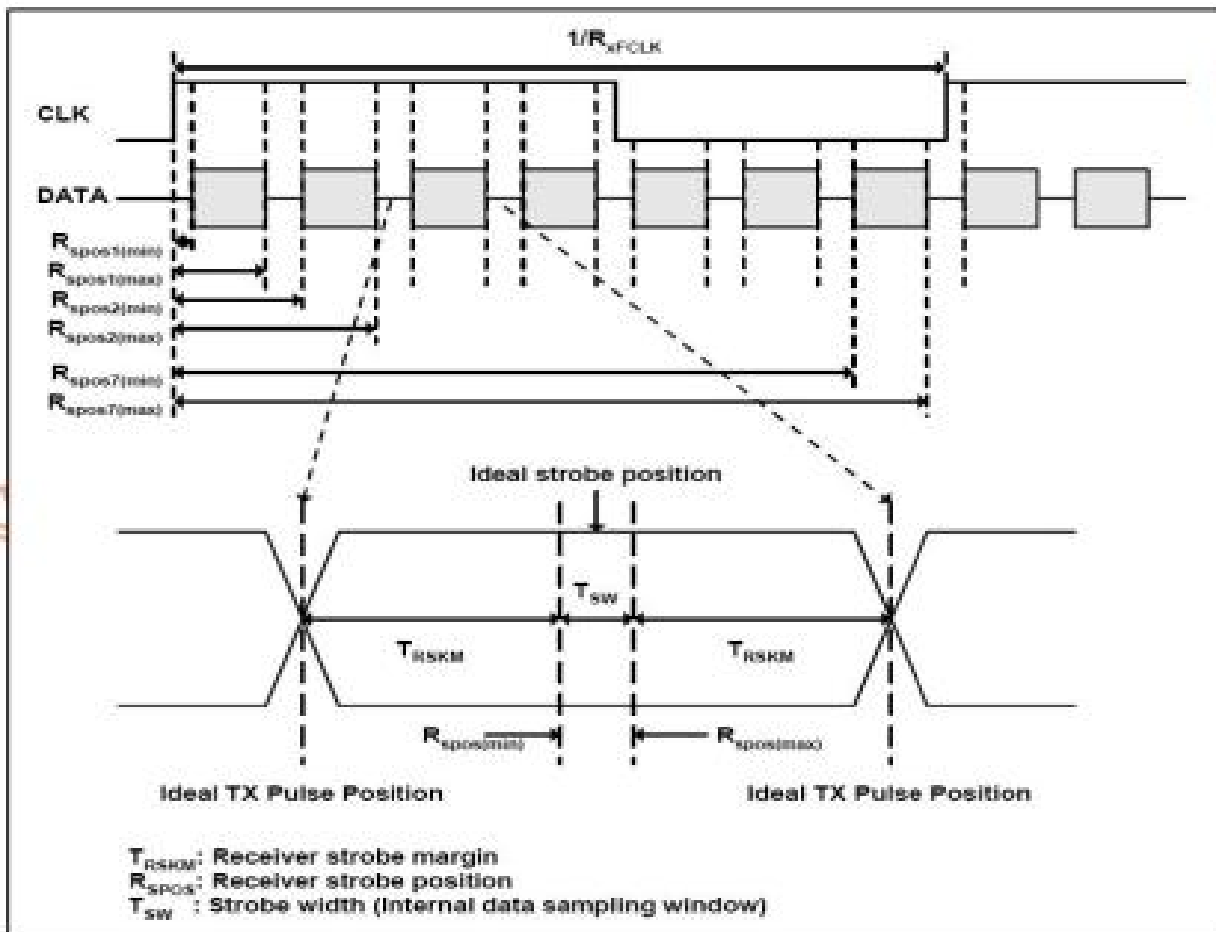 1/RxFCLK
CLK
DATA
Rspos1(min)
Rspos1(max)
Rspos2(min)
Rspos2(max)
Rspos7(min)
Rspos7(max)
Ideal strobe position
TSW
TRSKM
TRSKM
Rspos(min)
Rspos(max)
Ideal TX Pulse Position
Ideal TX Pulse Position
TRSKM: Receiver strobe margin
RSPOS: Receiver strobe position
TSW : Strobe width (Internal data sampling window)